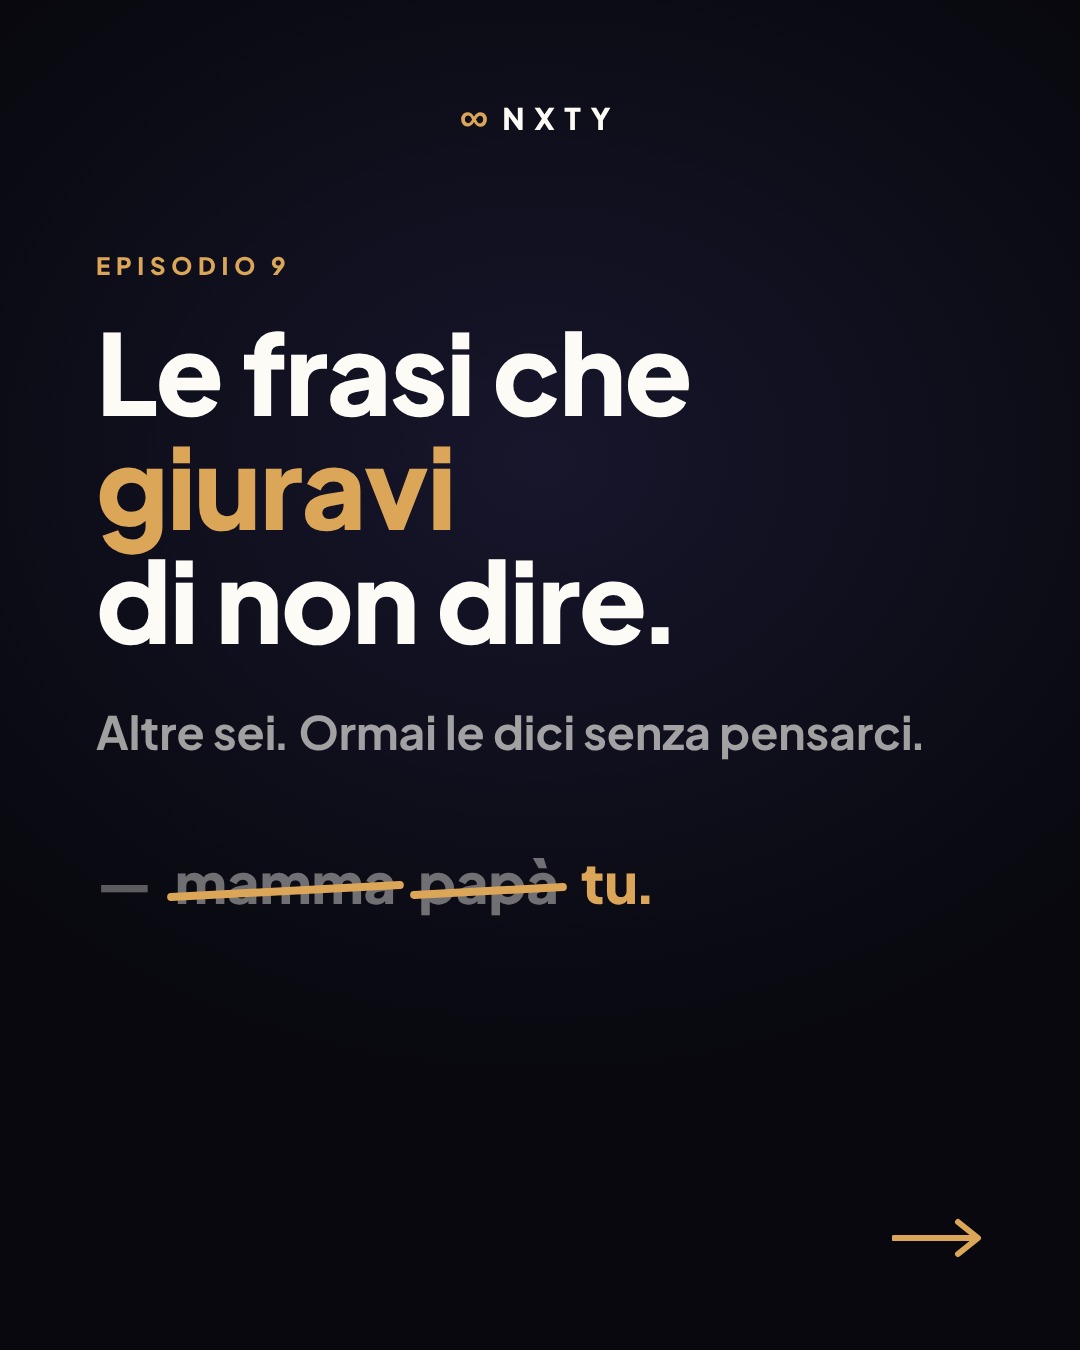 ∞ NXTY
EPISODIO 9
Le frasi che
giuravi
di non dire.
Altre sei. Ormai le dici senza pensarci.
— mamma papà tu.